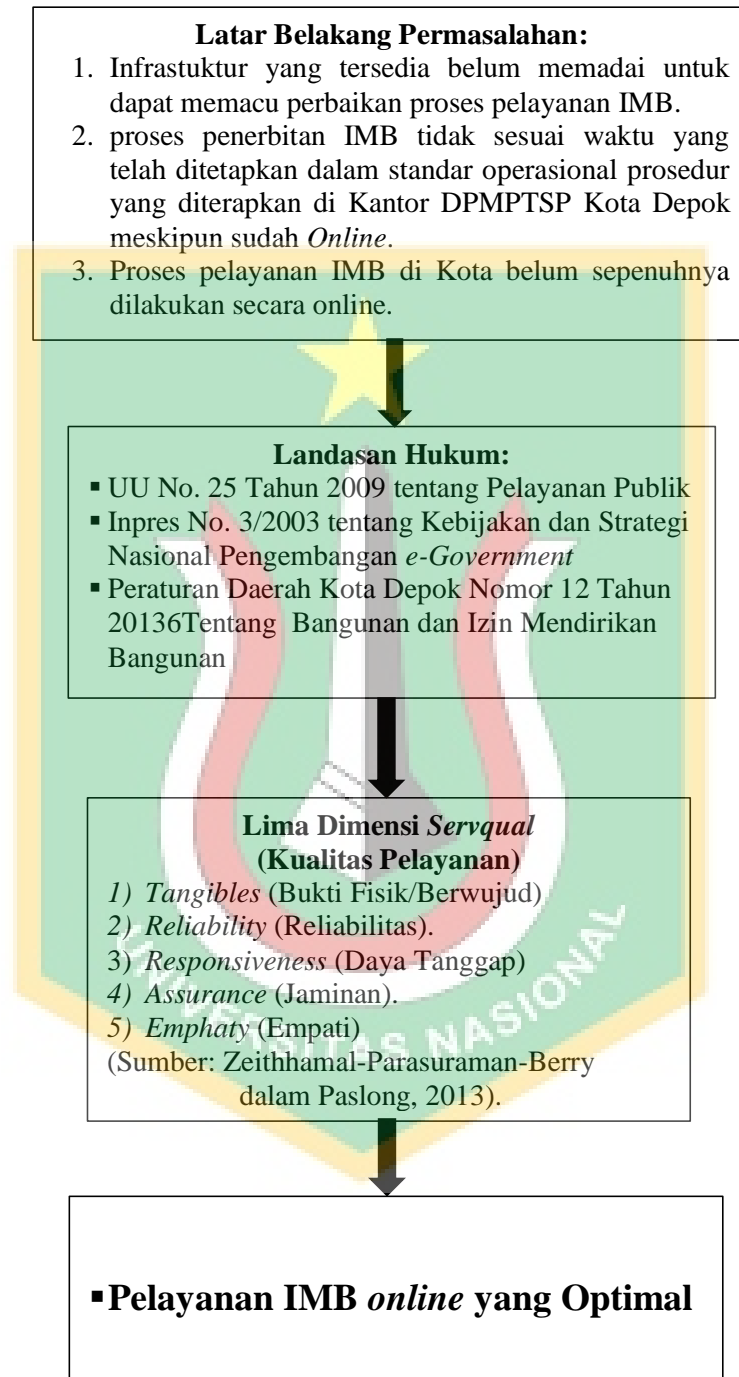 Latar Belakang Permasalahan:
1. Infrastuktur yang tersedia belum memadai untuk
dapat memacu perbaikan proses pelayanan IMB.
2. proses penerbitan IMB tidak sesuai waktu yang
telah ditetapkan dalam standar operasional prosedur
yang diterapkan di Kantor DPMPTSP Kota Depok
meskipun sudah Online.
3. Proses pelayanan IMB di Kota belum sepenuhnya
dilakukan secara online.
Landasan Hukum:
▪ UU No. 25 Tahun 2009 tentang Pelayanan Publik
▪ Inpres No. 3/2003 tentang Kebijakan dan Strategi
Nasional Pengembangan e-Government
▪ Peraturan Daerah Kota Depok Nomor 12 Tahun
20136Tentang Bangunan dan Izin Mendirikan
Bangunan
Lima Dimensi Servqual
(Kualitas Pelayanan)
1) Tangibles (Bukti Fisik/Berwujud)
2) Reliability (Reliabilitas).
3) Responsiveness (Daya Tanggap)
4) Assurance (Jaminan).
5) Emphaty (Empati)
(Sumber: Zeithhamal-Parasuraman-Berry
dalam Paslong, 2013).
UNIVERSITAS NASIONAL
▪ Pelayanan IMB online yang Optimal